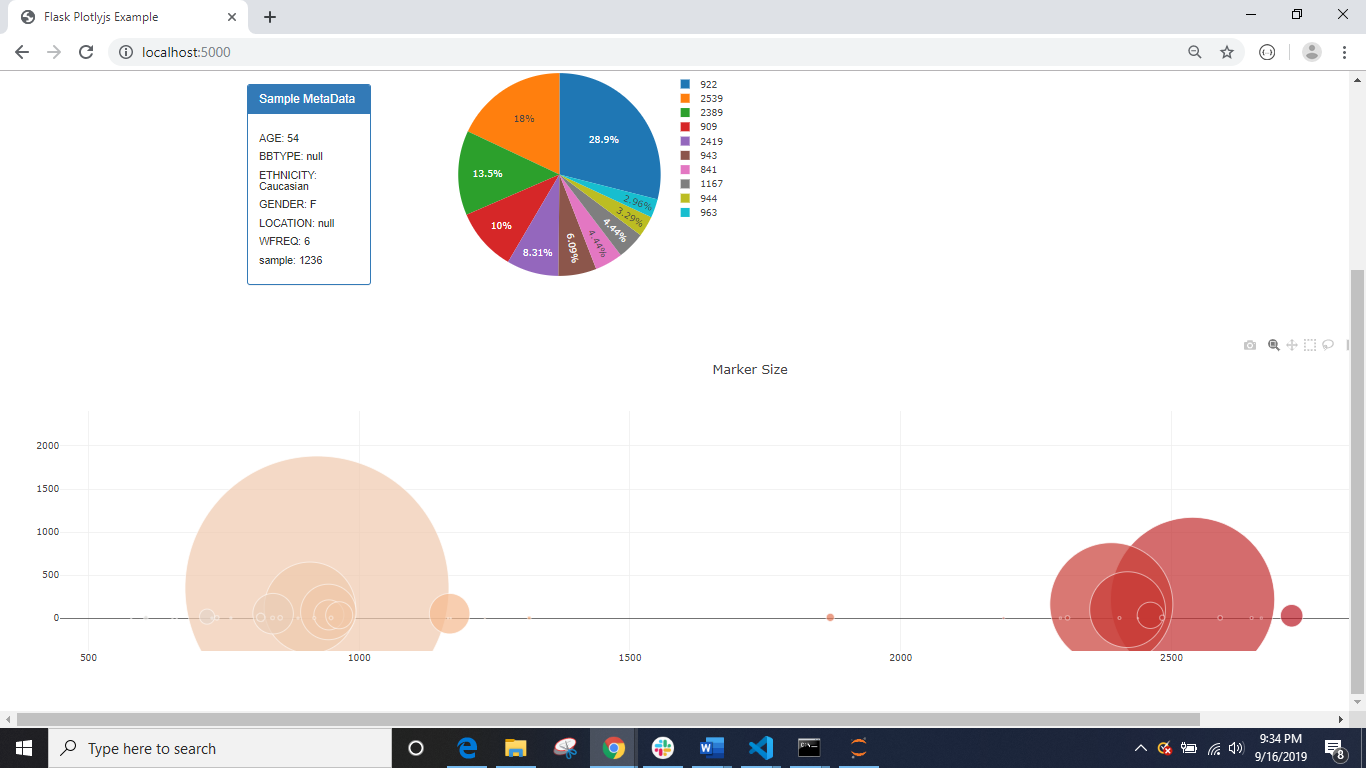 Flask Plotlyjs Example
localhost:5000
Sample MetaData
AGE: 54
BBTYPE: null
ETHNICITY:
Caucasian
GENDER: F
LOCATION: null
WFREQ: 6
sample: 1236
28.9%
18%
13.5%
10%
8.31%
6.09%
4.44%
4.44%
3.29%
2.96%
922
2539
2389
909
2419
943
841
1167
944
963
Marker Size
2000
1500
1000
500
0
500
1000
1500
2000
2500
Type here to search
9:34 PM
9/16/2019
8